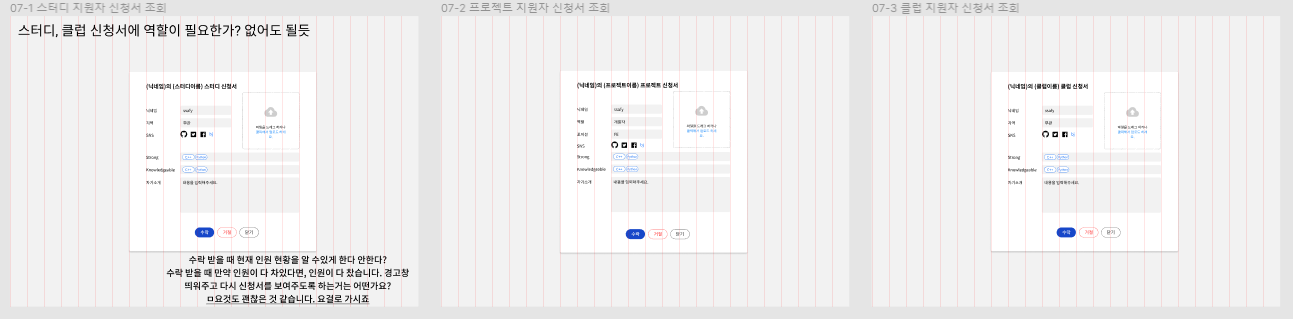 07-1 스터디 지원자 신청서 조회
스터디, 클럽 신청서에 역할이 필요한가? 없어도 될듯
(닉네임)의 (스터디이름) 스터디 신청서
닉네임
ssafy
지역
SNS
Strong
C++
Python
Knowledgeable
C++
Python
자기소개
내용을 입력해주세요.
수락
거절
닫기
수락 받을 때 현재 인원 현황을 알 수있게 한다 안한다?
수락 받을 때 만약 인원이 다 차있다면, 인원이 다 찼습니다. 경고창
띄워주고 다시 신청서를 보여주도록 하는거는 어떤가요?
ㅁ요것도 괜찮은 것 같습니다. 요걸로 가시죠
07-2 프로젝트 지원자 신청서 조회
(닉네임)의 (프로젝트이름) 프로젝트 신청서
닉네임
ssafy
역할
개발자
포지션
SNS
Strong
C++
Python
Knowledgeable
C++
Python
자기소개
내용을 입력해주세요.
수락
거절
닫기
07-3 클럽 지원자 신청서 조회
(닉네임)의 (클럽이름) 클럽 신청서
닉네임
ssafy
지역
SNS
Strong
C++
Python
Knowledgeable
C++
Python
자기소개
내용을 입력해주세요.
수락
거절
닫기